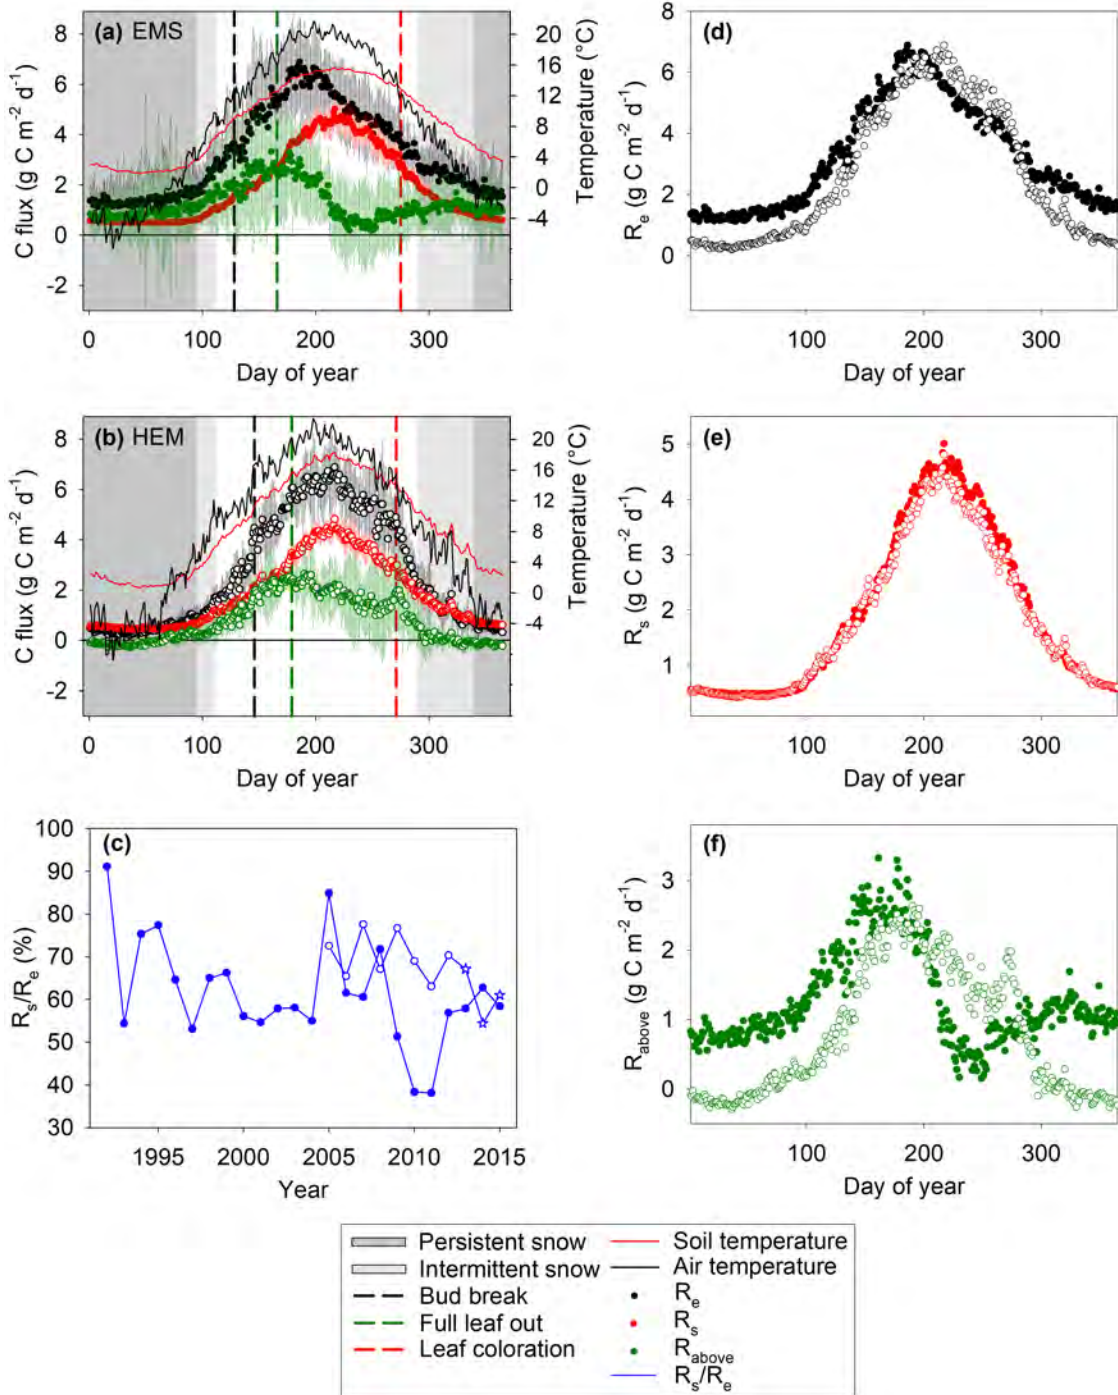 (a) EMS
8
6
4
2
0
-2
C flux (g C m-2 d-1)
20
16
12
8
4
0
-4
Temperature (°C)
0 100 200 300
Day of year
(d)
8
6
4
2
0
Re (g C m-2 d-1)
100 200 300
Day of year
(b) HEM
8
6
4
2
0
-2
C flux (g C m-2 d-1)
20
16
12
8
4
0
-4
Temperature (°C)
0 100 200 300
Day of year
(e)
5
4
3
2
1
Rs (g C m-2 d-1)
100 200 300
Day of year
(c)
100
90
80
70
60
50
40
30
Rs/Re (%)
1995 2000 2005 2010 2015
Year
(f)
3
2
1
0
Rabove (g C m-2 d-1)
100 200 300
Day of year
Persistent snow
Intermittent snow
Bud break
Full leaf out
Leaf coloration
Soil temperature
Air temperature
Re
Rs
Rabove
Rs/Re